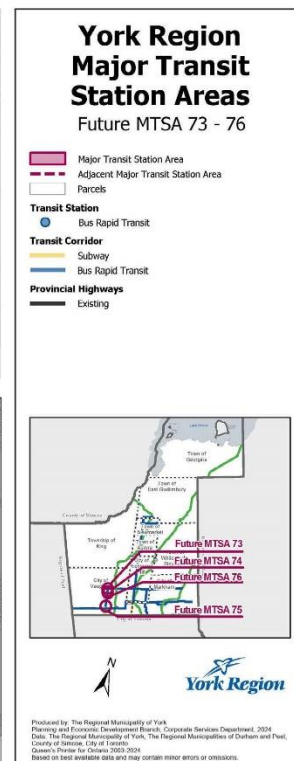 York Region
Major Transit
Station Areas
Future MTSA 73 - 76
Major Transit Station Area
Adjacent Major Transit Station Area
Parcels
Transit Station
Bus Rapid Transit
Transit Corridor
Subway
Bus Rapid Transit
Provincial Highways
Existing
Town of
Georgina
Town of
East Gwillimbury
County of Simcoe
Township of
King
City of
Future MTSA 73
Future MTSA 74
Future MTSA 76
Markham
Future MTSA 75
N
York Region
Produced by: The Regional Municipality of York
Planning and Economic Development Branch, Corporate Services Department, 2024
Data: The Regional Municipality of York, The Regional Municipalities of Durham and Peel,
County of Simcoe, City of Toronto
Queen's Printer for Ontario 2003-2024
Based on best available data and may contain minor errors or omissions.